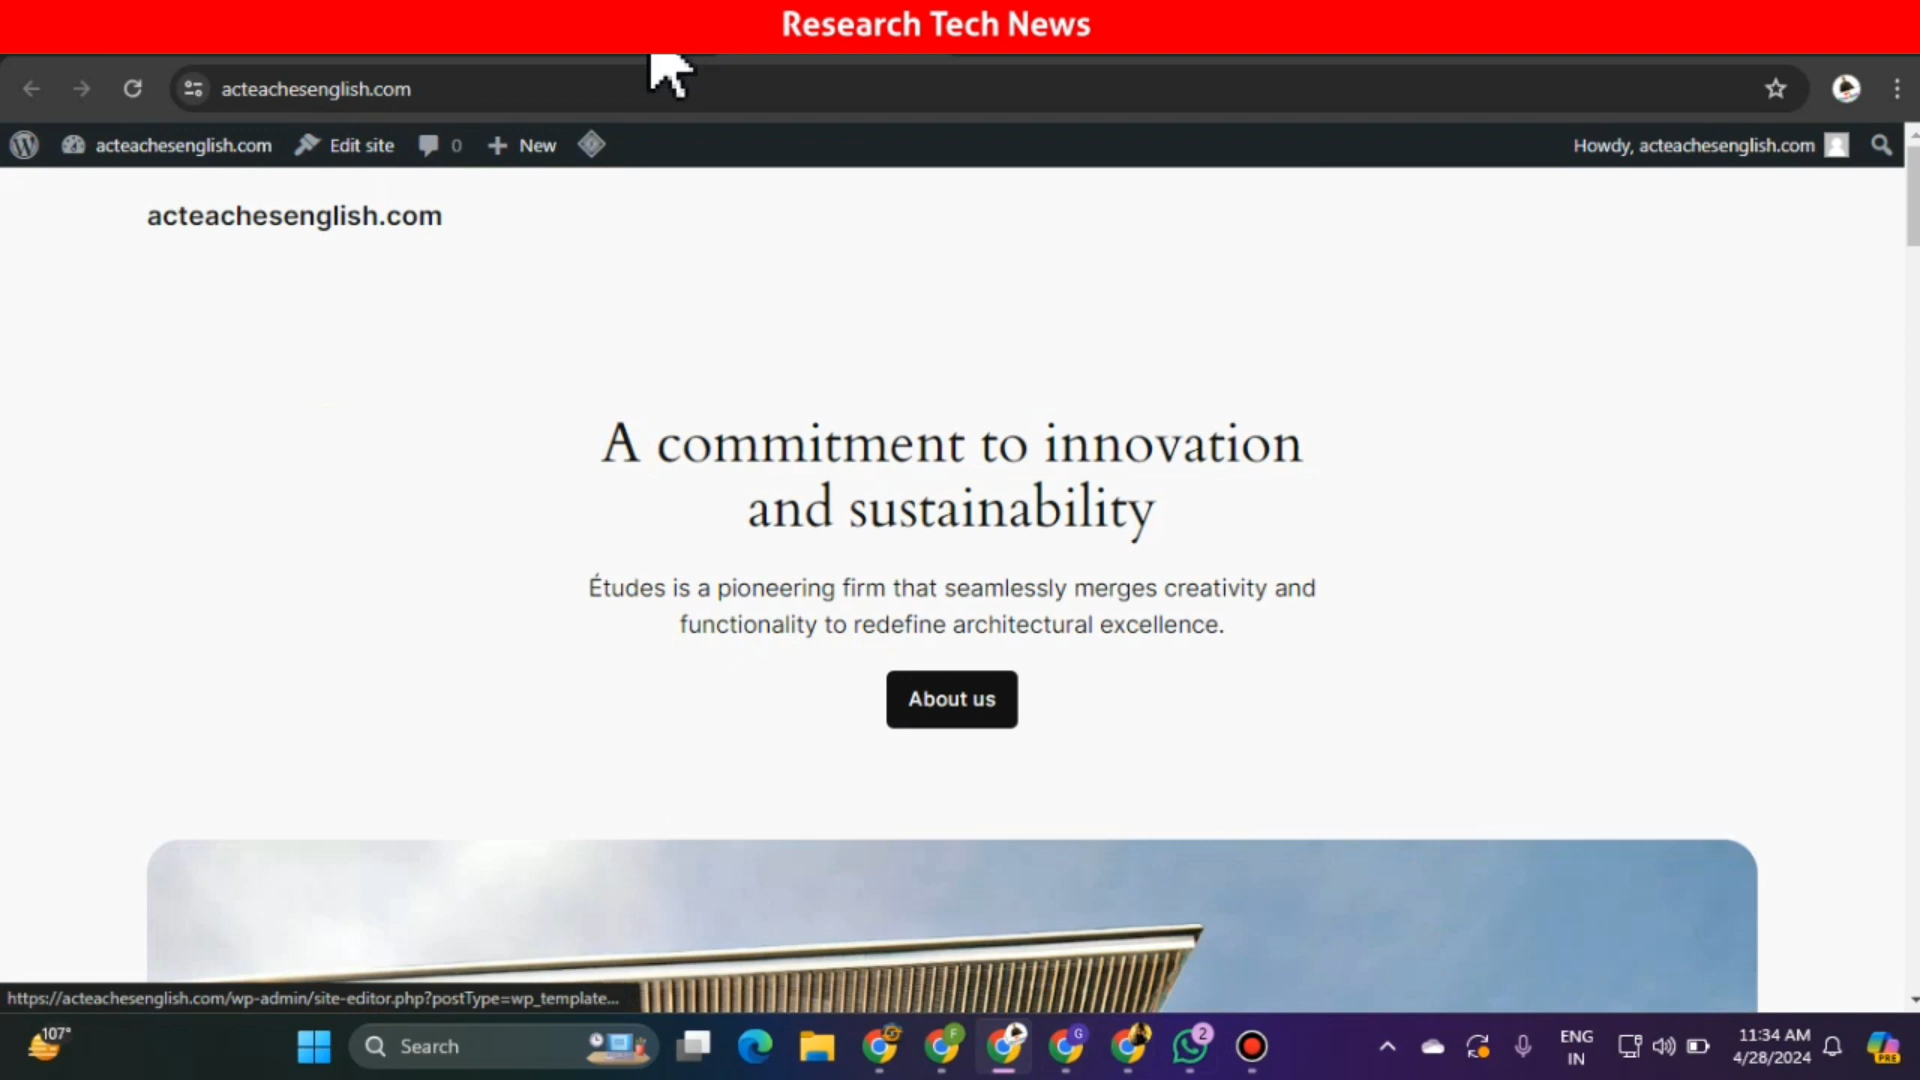 Research Tech News
acteachesenglish.com
acteachesenglish.com Edit site 0 New Howdy, acteachesenglish.com
acteachesenglish.com
A commitment to innovation
and sustainability
Études is a pioneering firm that seamlessly merges creativity and
functionality to redefine architectural excellence.
About us
https://acteachesenglish.com/wp-admin/site-editor.php?postType=wp_template...
107°
Search
F
G
2
ENG
IN
11:34 AM
4/28/2024
PRE